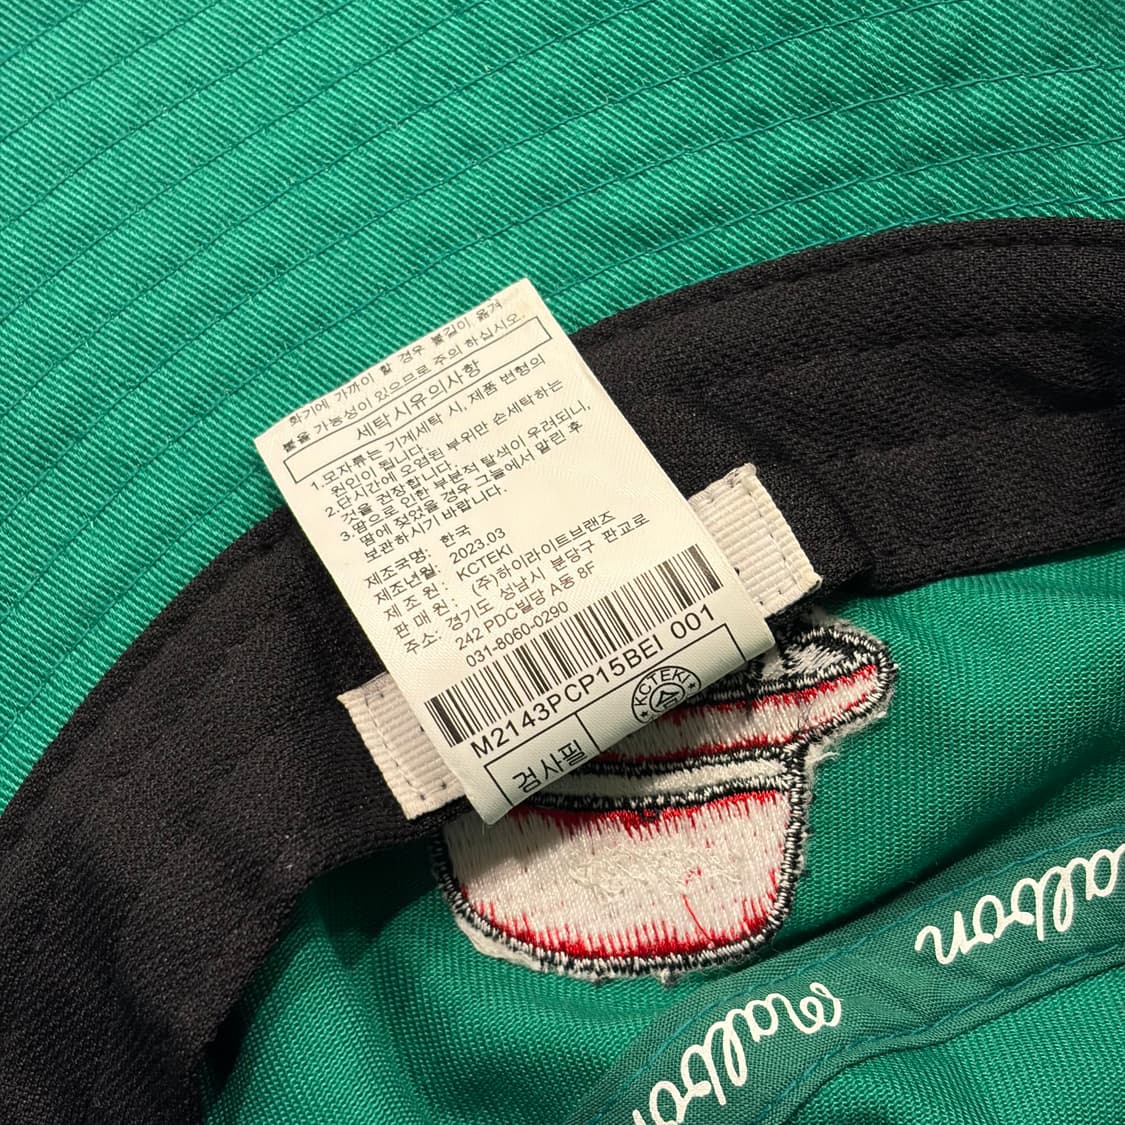 화기에 가까이 할 경우 불길이 옮겨
붙을 가능성이 있으므로 주의 하십시오.
세탁시유의사항
1.모자류는 기계세탁 시, 제품 변형의
원인이 됩니다.
2.단시간에 오염된 부위만 손세탁하는
것을 권장합니다.
3.땀으로 인한 부분적 탈색이 우려되니,
땀에 젖었을 경우 그늘에서 말린 후
보관하시기 바랍니다.
제조국명: 한국
제조년월: 2023.03
제 조 원 : KCTEKI
판 매 원 : (주)하이라이트브랜즈
주소: 경기도 성남시 분당구 판교로
242 PDC빌딩 A동 8F
031-8060-0290
M2143PCP15BEI 001
검사필
KCTEKI
합
malbon
malbon